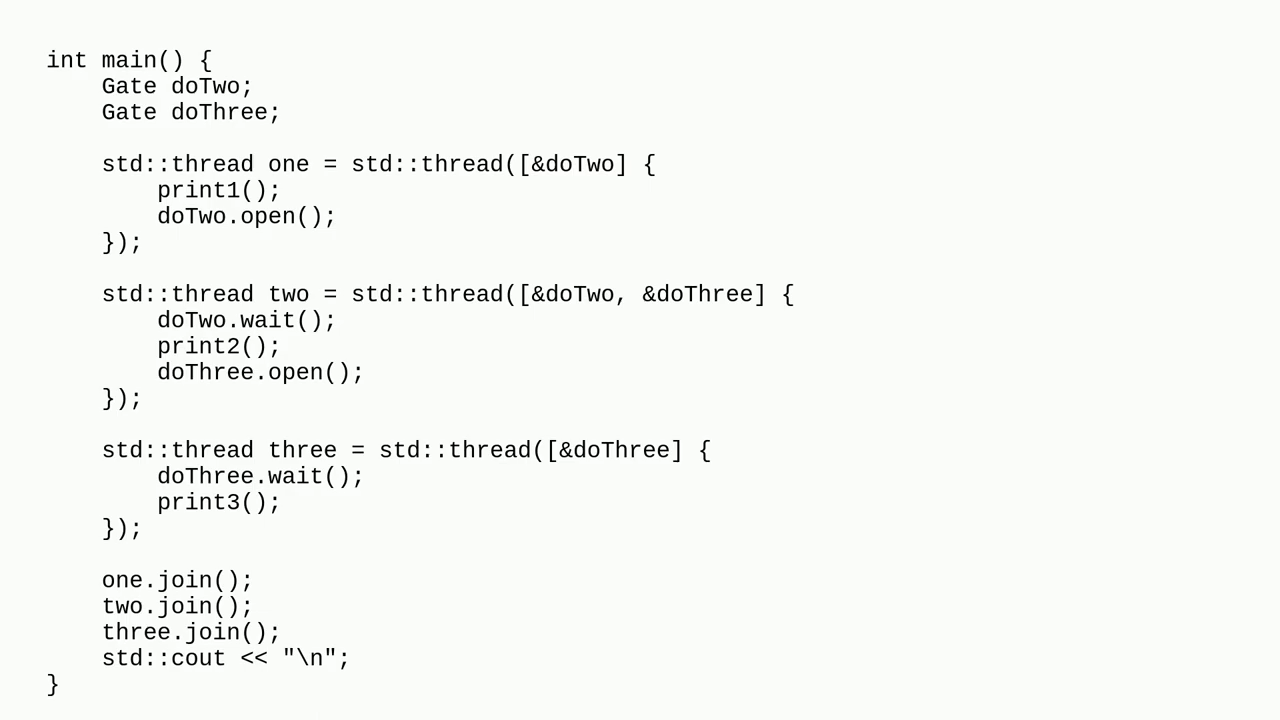 int main() {
    Gate doTwo;
    Gate doThree;

    std::thread one = std::thread([&doTwo] {
        print1();
        doTwo.open();
    });

    std::thread two = std::thread([&doTwo, &doThree] {
        doTwo.wait();
        print2();
        doThree.open();
    });

    std::thread three = std::thread([&doThree] {
        doThree.wait();
        print3();
    });

    one.join();
    two.join();
    three.join();
    std::cout << "\n";
}